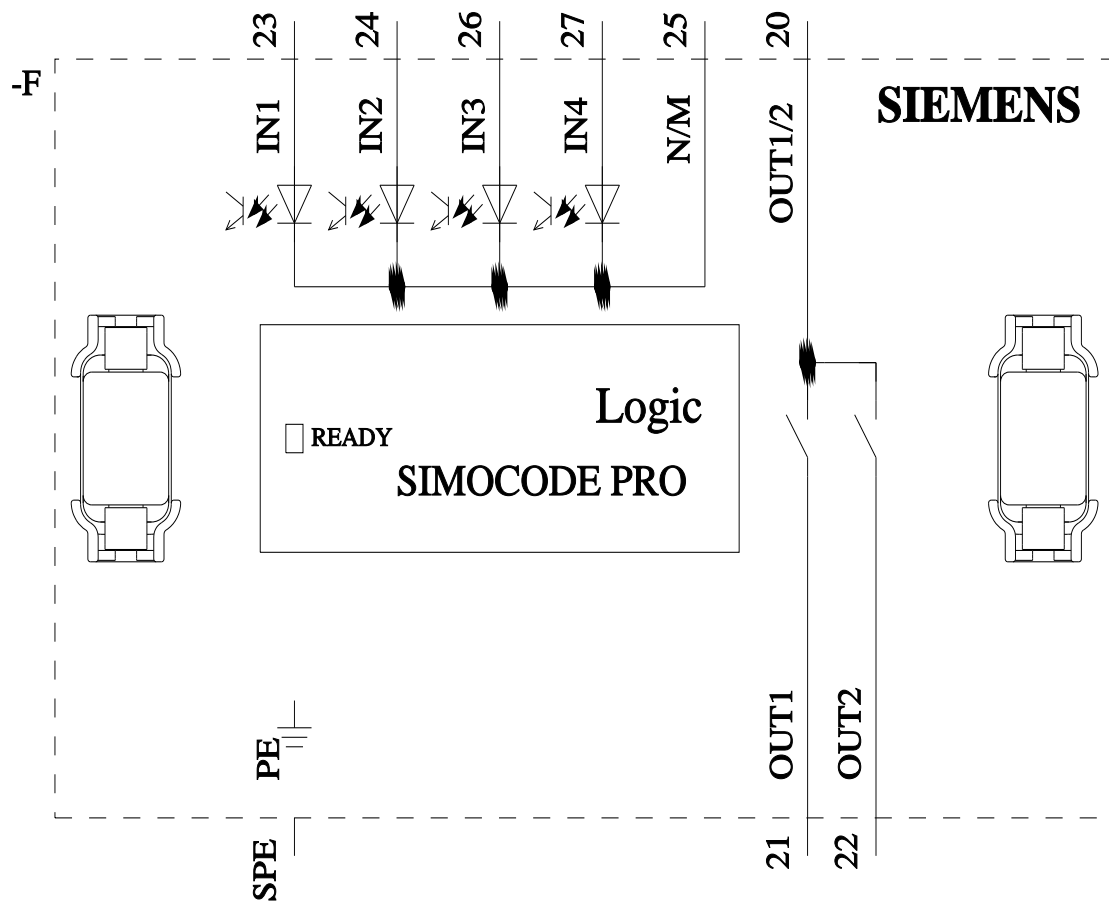 23
24
26
27
25
20
-F
SIEMENS
IN1
IN2
IN3
IN4
N/M
OUT1/2
Logic
READY
SIMOCODE PRO
PE
OUT1
OUT2
SPE
21
22